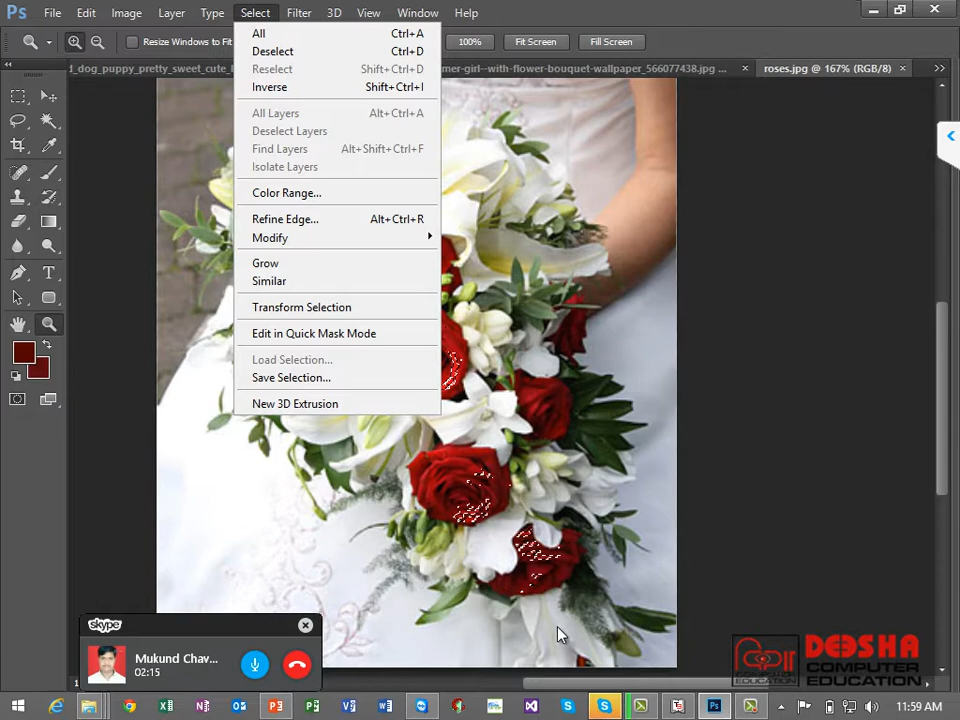 Ps File Edit Image Layer Type Select Filter 3D View Window Help
Resize Windows to Fit
100% Fit Screen Fill Screen
d_dog_puppy_pretty_sweet_cute_
mer-girl--with-flower-bouquet-wallpaper_566077438.jpg ... ×
roses.jpg @ 167% (RGB/8) ×
All Ctrl+A
Deselect Ctrl+D
Reselect Shift+Ctrl+D
Inverse Shift+Ctrl+I
All Layers Alt+Ctrl+A
Deselect Layers
Find Layers Alt+Shift+Ctrl+F
Isolate Layers
Color Range...
Refine Edge... Alt+Ctrl+R
Modify
Grow
Similar
Transform Selection
Edit in Quick Mask Mode
Load Selection...
Save Selection...
New 3D Extrusion
skype
Mukund Chav...
02:15
DEESHA
COMPUTER
EDUCATION
11:59 AM